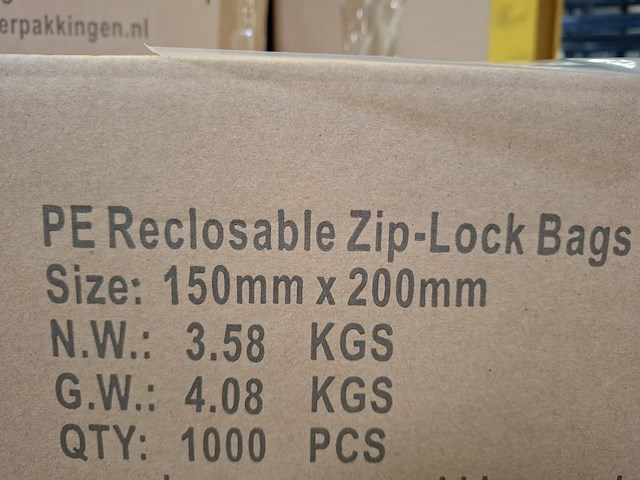 erpakkingen.nl
PE Reclosable Zip-Lock Bags
Size: 150mm x 200mm
N.W.: 3.58 KGS
G.W.: 4.08 KGS
QTY: 1000 PCS